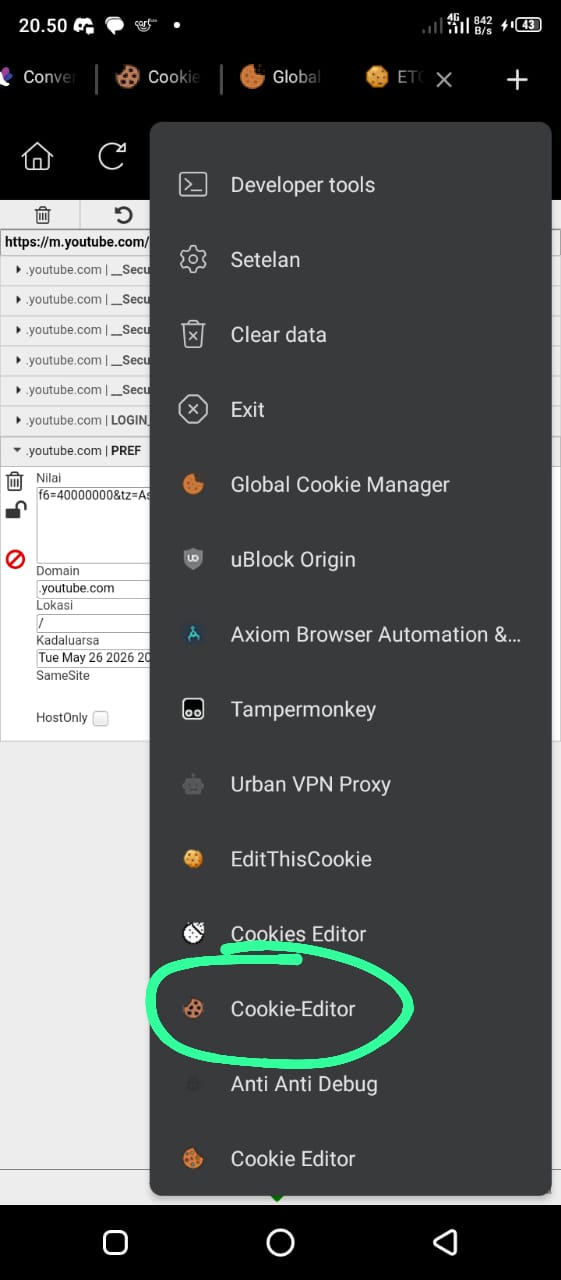 20.50
4G
842
B/s
43
Conver
Cookie
Global
ETC
Developer tools
Setelan
Clear data
Exit
Global Cookie Manager
uBlock Origin
Axiom Browser Automation &...
Tampermonkey
Urban VPN Proxy
EditThisCookie
Cookies Editor
Cookie-Editor
Anti Anti Debug
Cookie Editor
https://m.youtube.com/
.youtube.com | __Secu
.youtube.com | __Secu
.youtube.com | __Secu
.youtube.com | __Secu
.youtube.com | __Secu
.youtube.com | LOGIN_
.youtube.com | PREF
Nilai
f6=40000000&tz=As
Domain
.youtube.com
Lokasi
/
Kadaluarsa
Tue May 26 2026 20
SameSite
HostOnly